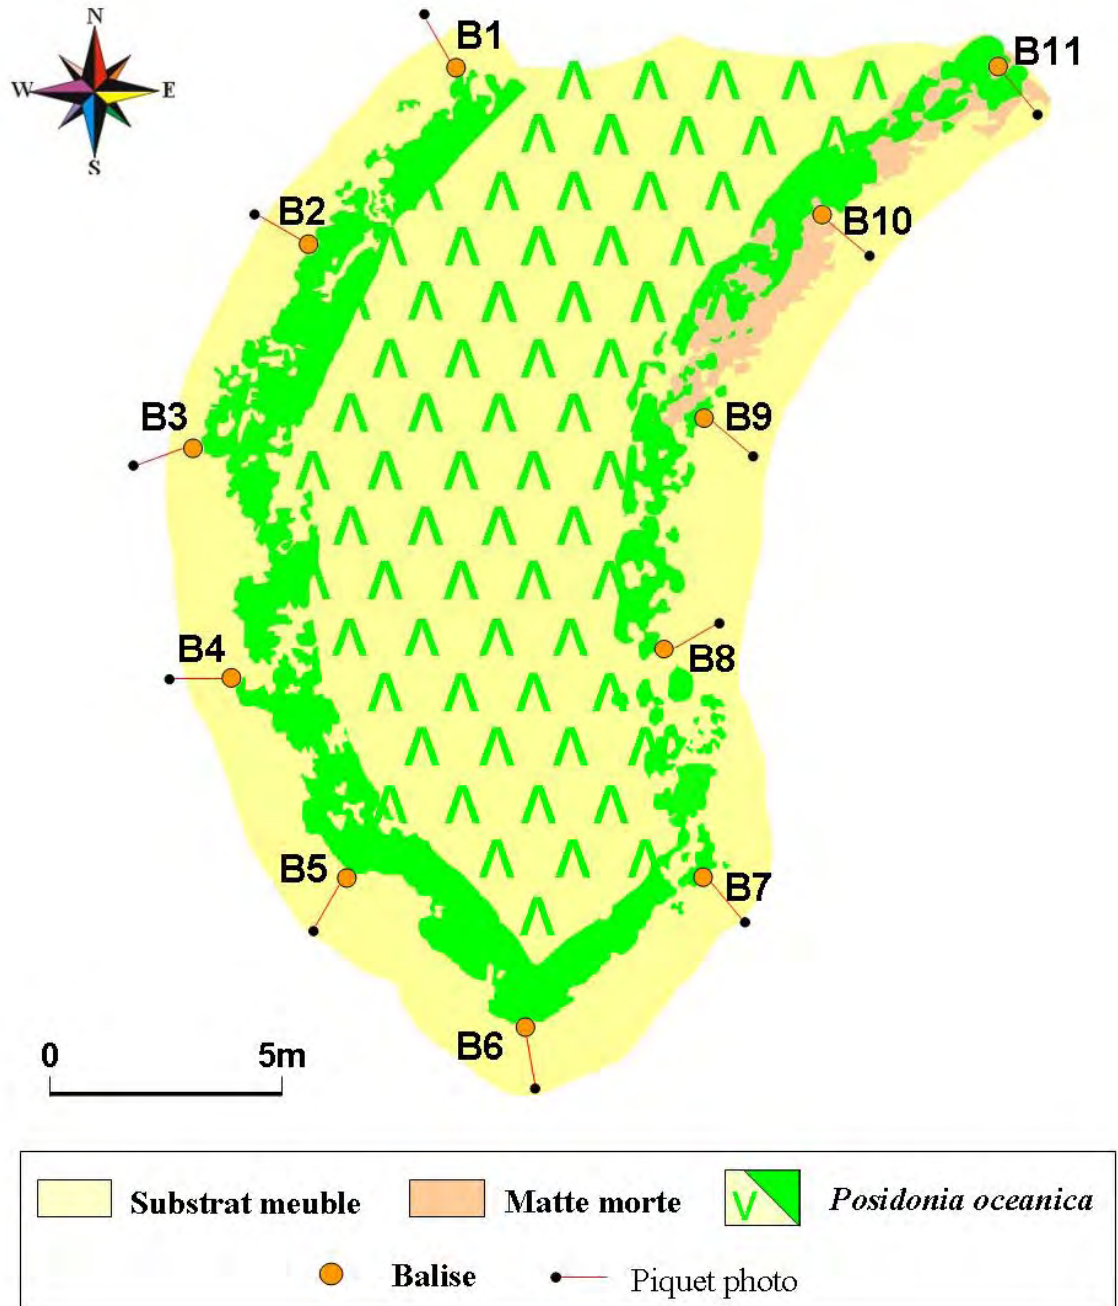 N
W E
S
B1
B11
B2
B10
B3
B9
B4
B8
B5
B7
B6
0 5m
Substrat meuble Matte morte Posidonia oceanica
Balise Piquet photo